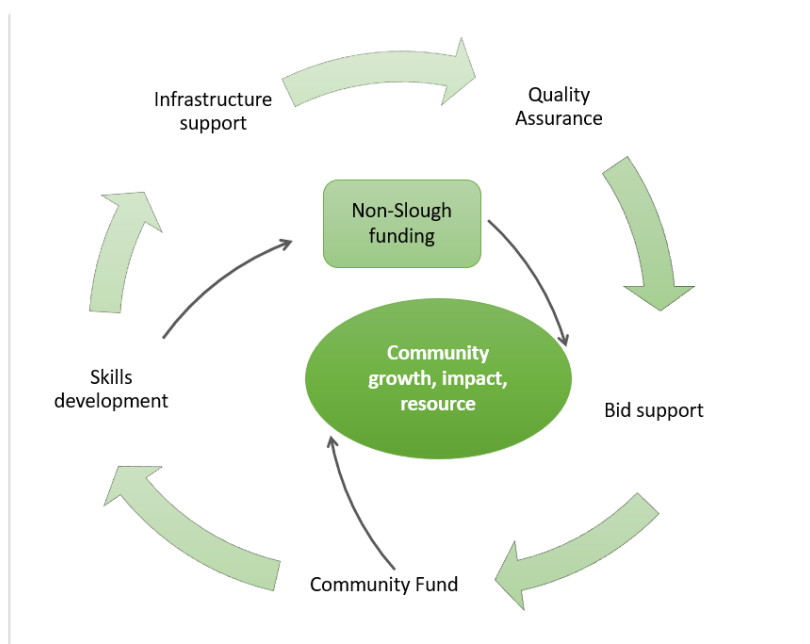 Infrastructure
support
Quality
Assurance
Non-Slough
funding
Community
growth, impact,
resource
Skills
development
Bid support
Community Fund